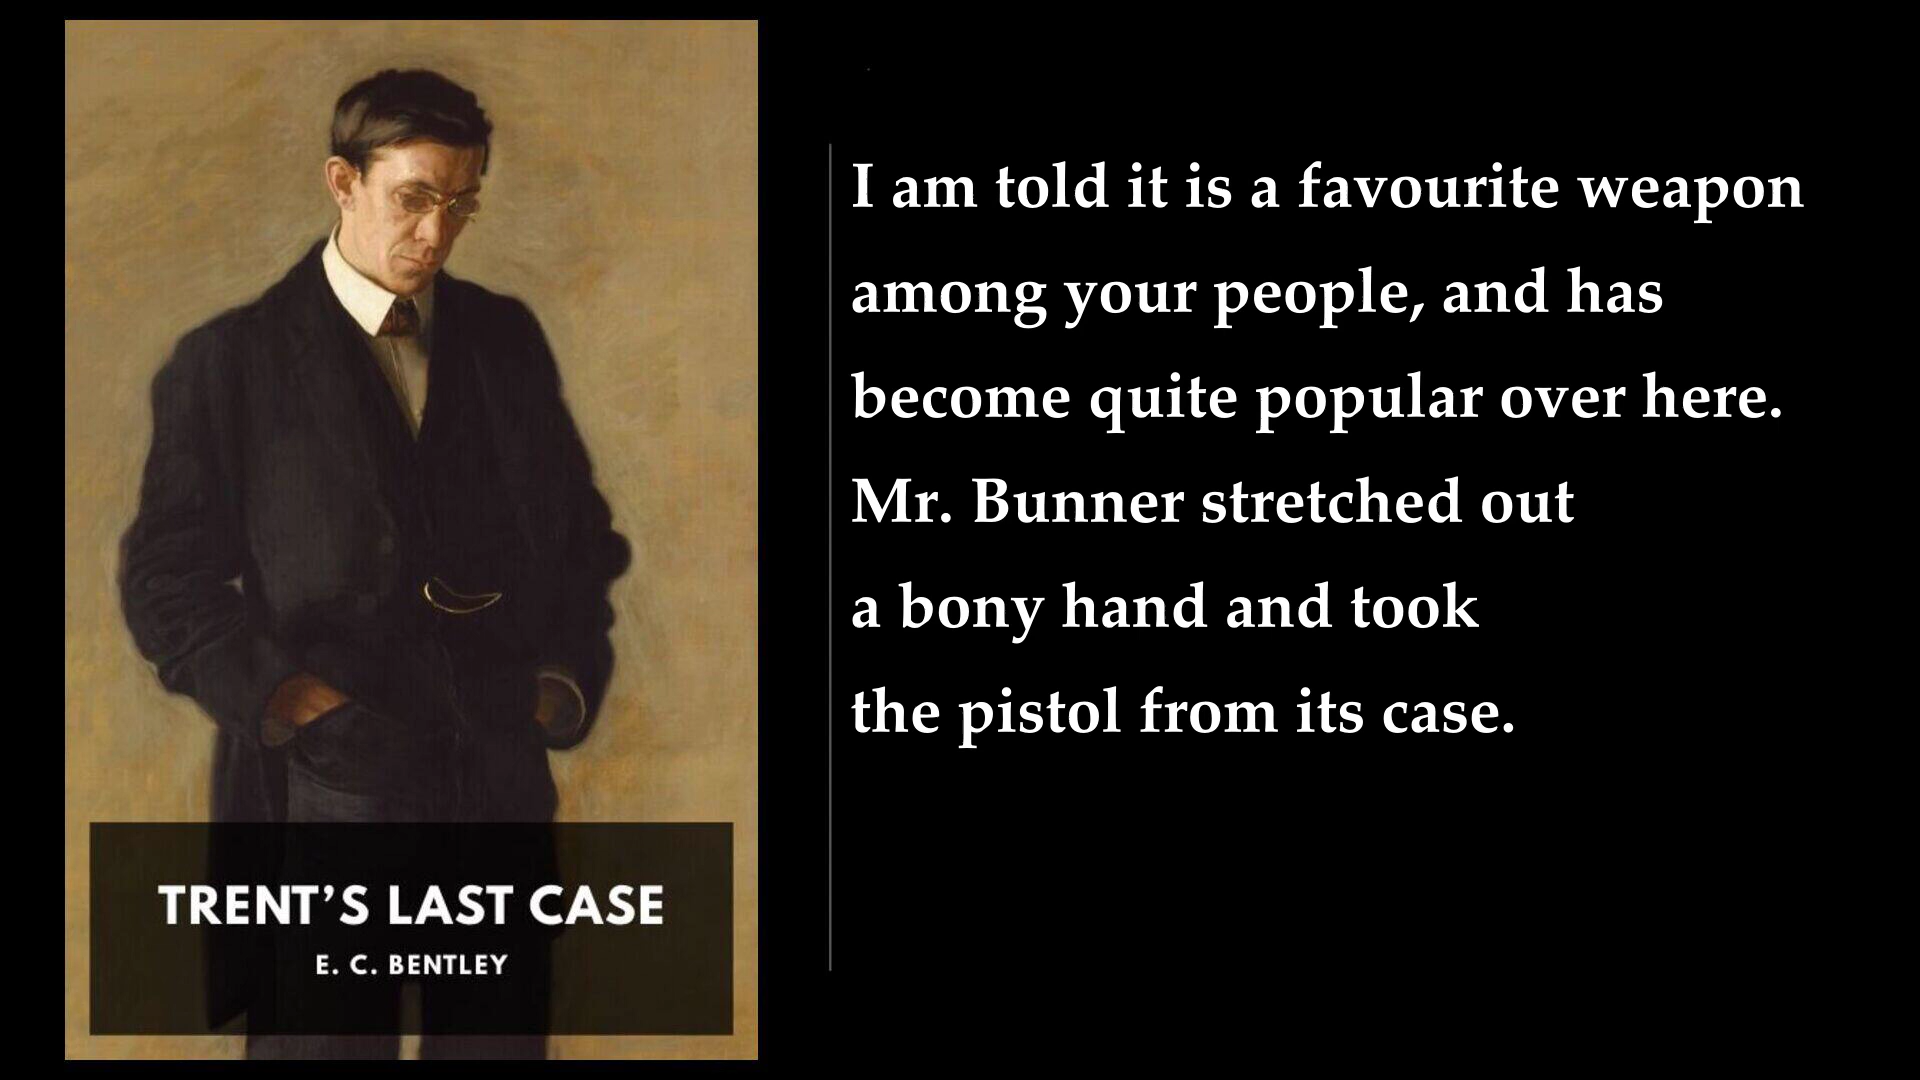 TRENT’S LAST CASE
E. C. BENTLEY
I am told it is a favourite weapon
among your people, and has
become quite popular over here.
Mr. Bunner stretched out
a bony hand and took
the pistol from its case.